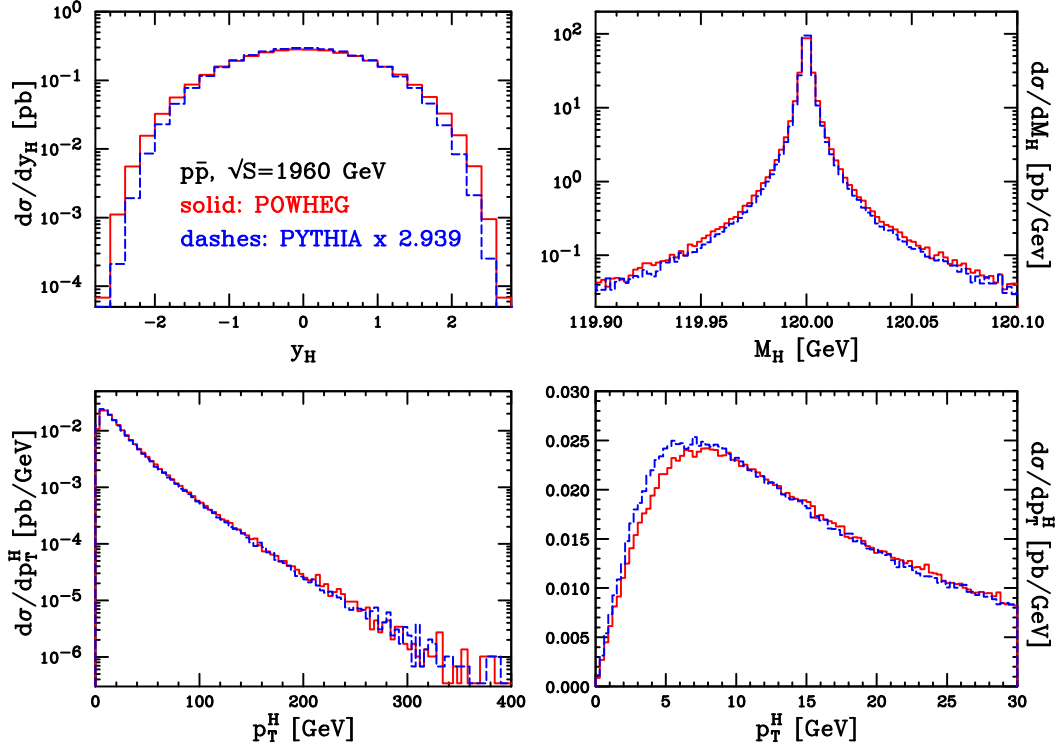 dσ/dy_H [pb]
10^0
10^−1
10^−2
10^−3
10^−4
pp̄, √S=1960 GeV
solid: POWHEG
dashes: PYTHIA x 2.939
−2 −1 0 1 2
y_H
10^2
10^1
10^0
10^−1
dσ/dM_H [pb/GeV]
119.90 119.95 120.00 120.05 120.10
M_H [GeV]
dσ/dp_T^H [pb/GeV]
10^−2
10^−3
10^−4
10^−5
10^−6
0 100 200 300 400
p_T^H [GeV]
0.030
0.025
0.020
0.015
0.010
0.005
0.000
dσ/dp_T^H [pb/GeV]
0 5 10 15 20 25 30
p_T^H [GeV]